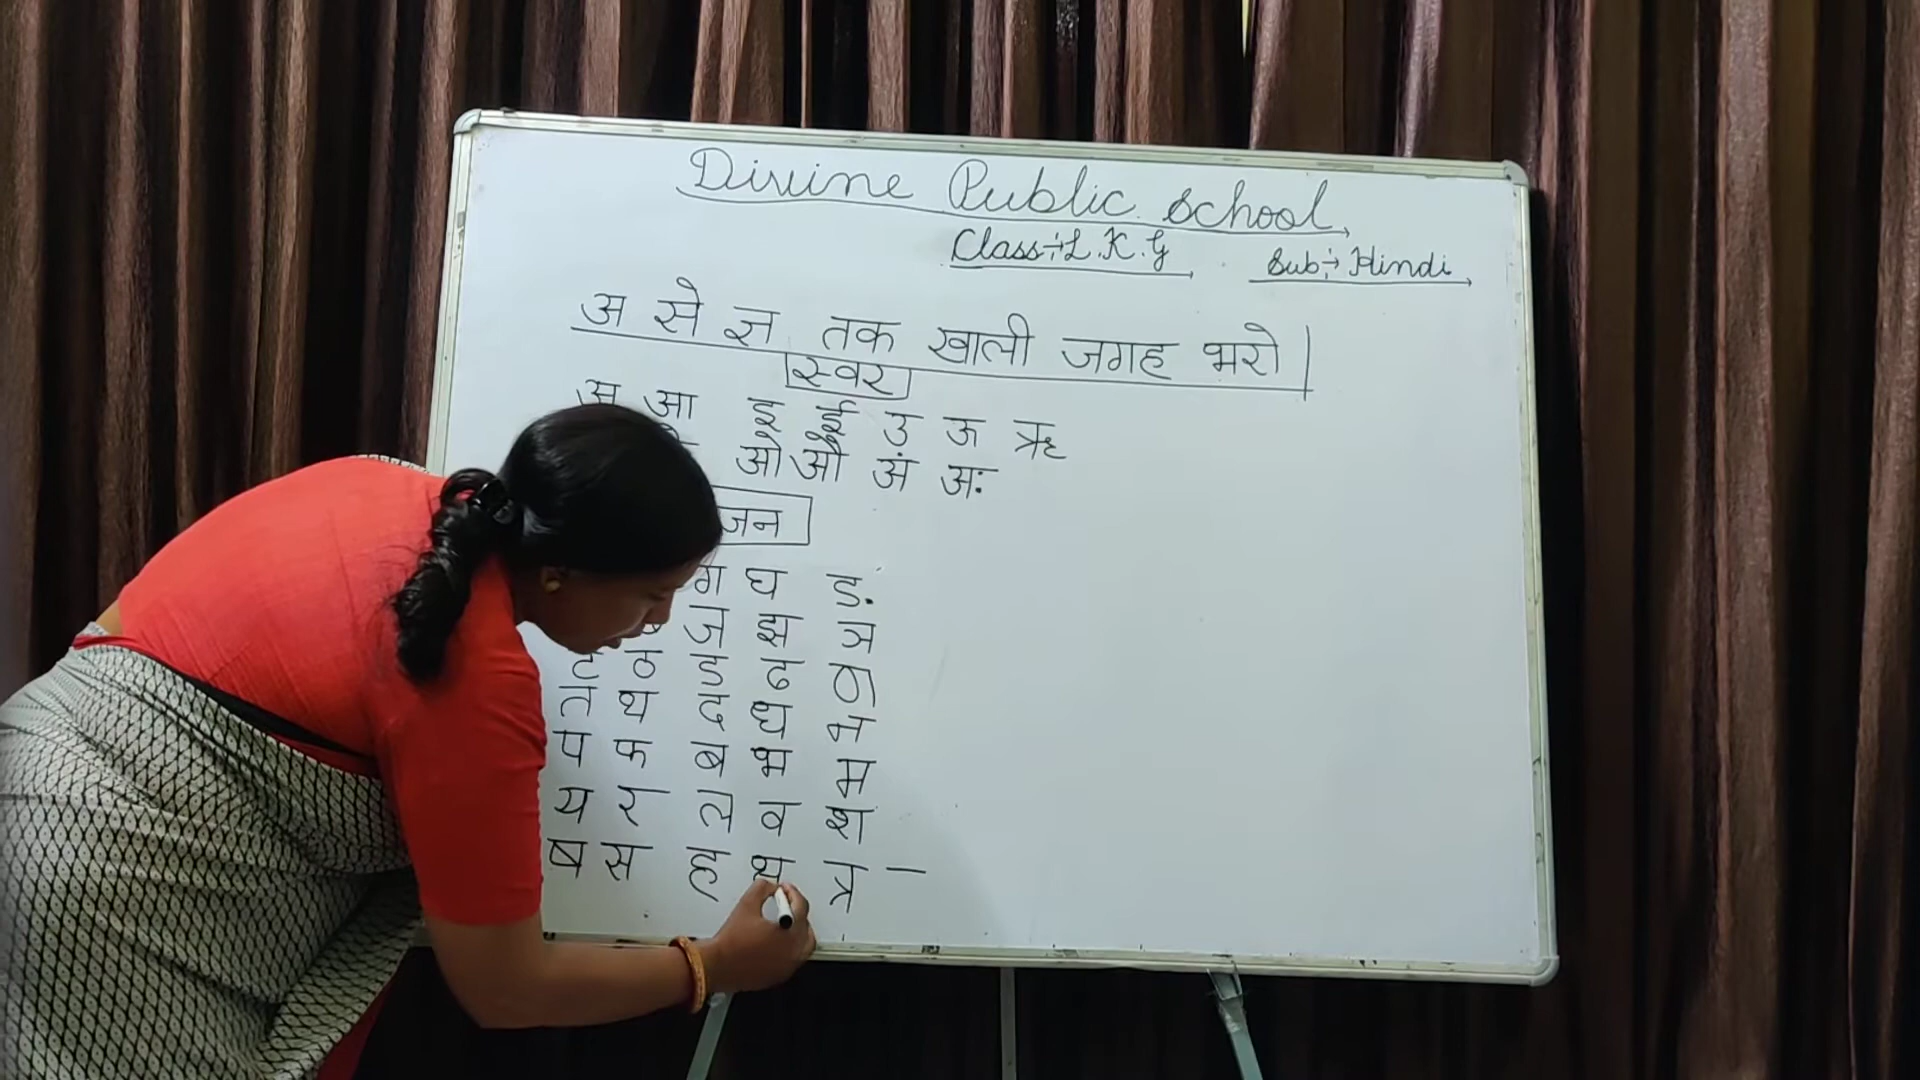 Divine Public School
Class:→L.K.G Sub:→Hindi
अ से ज्ञ तक खाली जगह भरो |
स्वर
अ आ इ ई उ ऊ ऋ
ओ औ अं अः
जन
ग घ ङ
ज झ ञ
ट ठ ड ढ ण
त थ द ध न
प फ ब भ म
य र ल व श
ष स ह क्ष त्र